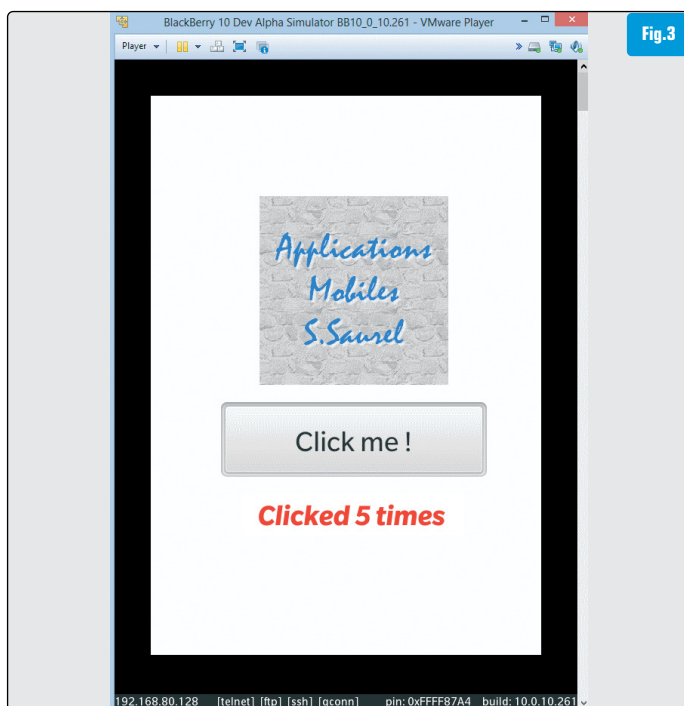 BlackBerry 10 Dev Alpha Simulator BB10_0_10.261 - VMware Player
Fig.3
Player
Applications
Mobiles
S.Saurel
Click me !
Clicked 5 times
192.168.80.128 [telnet] [ftp] [ssh] [qconn] pin: 0xFFFF87A4 build: 10.0.10.261